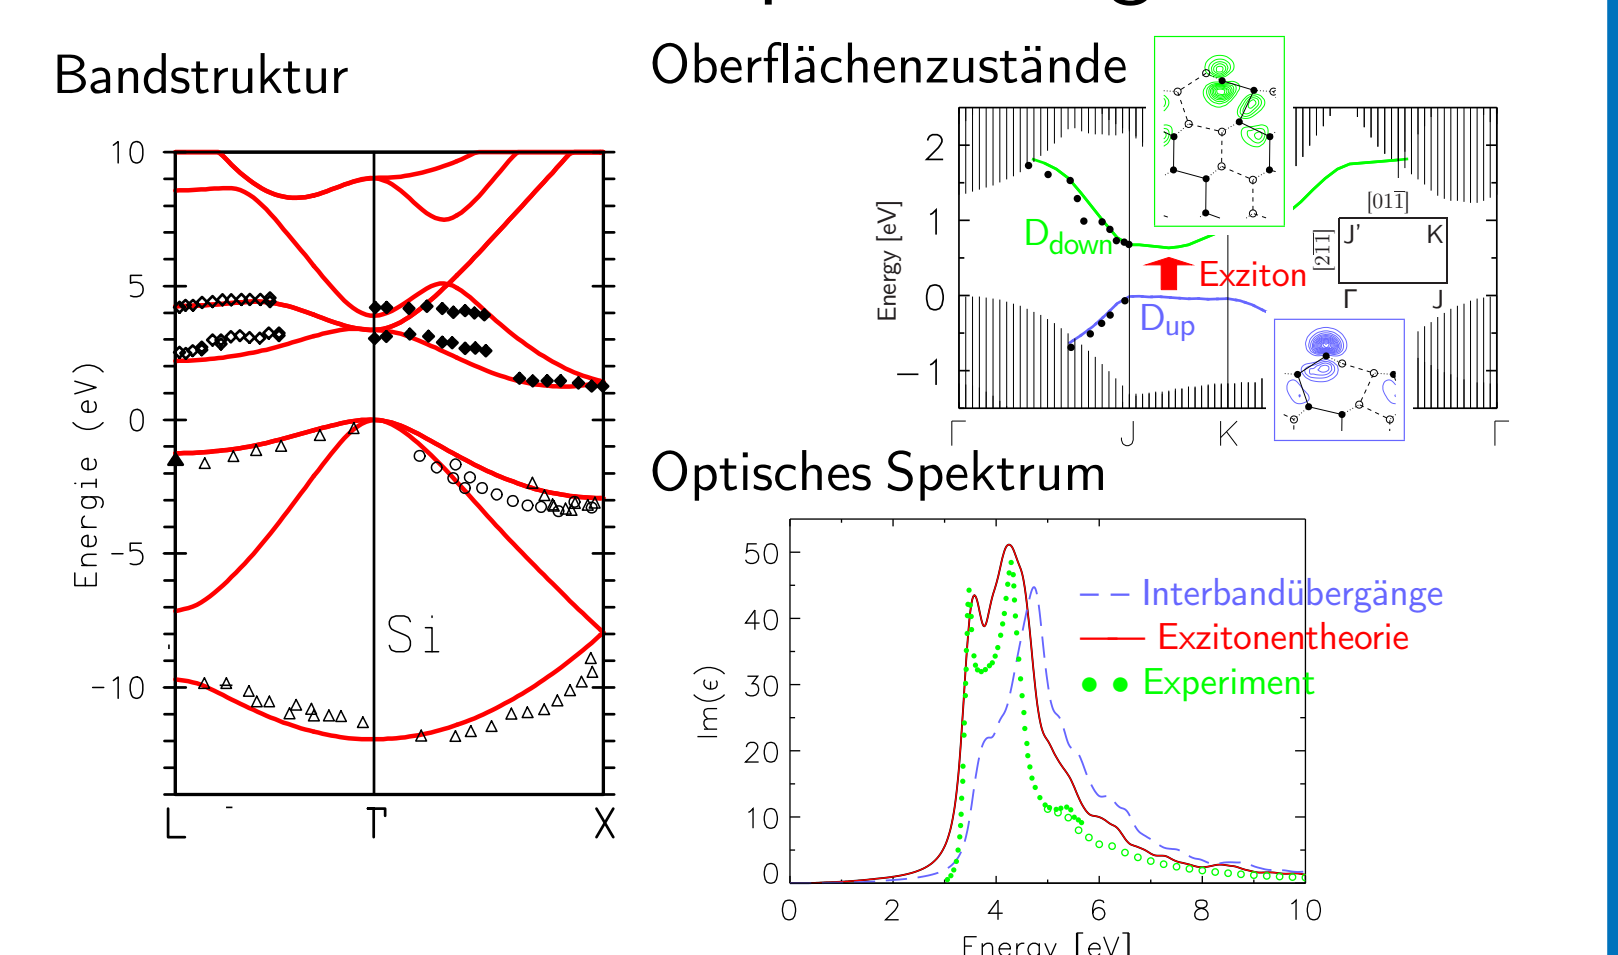 Bandstruktur
10
5
0
-5
-10
Energie (eV)
Si
L
Γ
X
Oberflächenzustände
2
1
0
-1
Energy [eV]
D_down
Exziton
D_up
[01̅1̅]
[2̅1̅1]
J'
K
Γ
J
Γ
J
K
Γ
Optisches Spektrum
50
40
30
20
10
0
Im(ϵ)
Interbandübergänge
Exzitonentheorie
Experiment
0
2
4
6
8
10
Energy [eV]